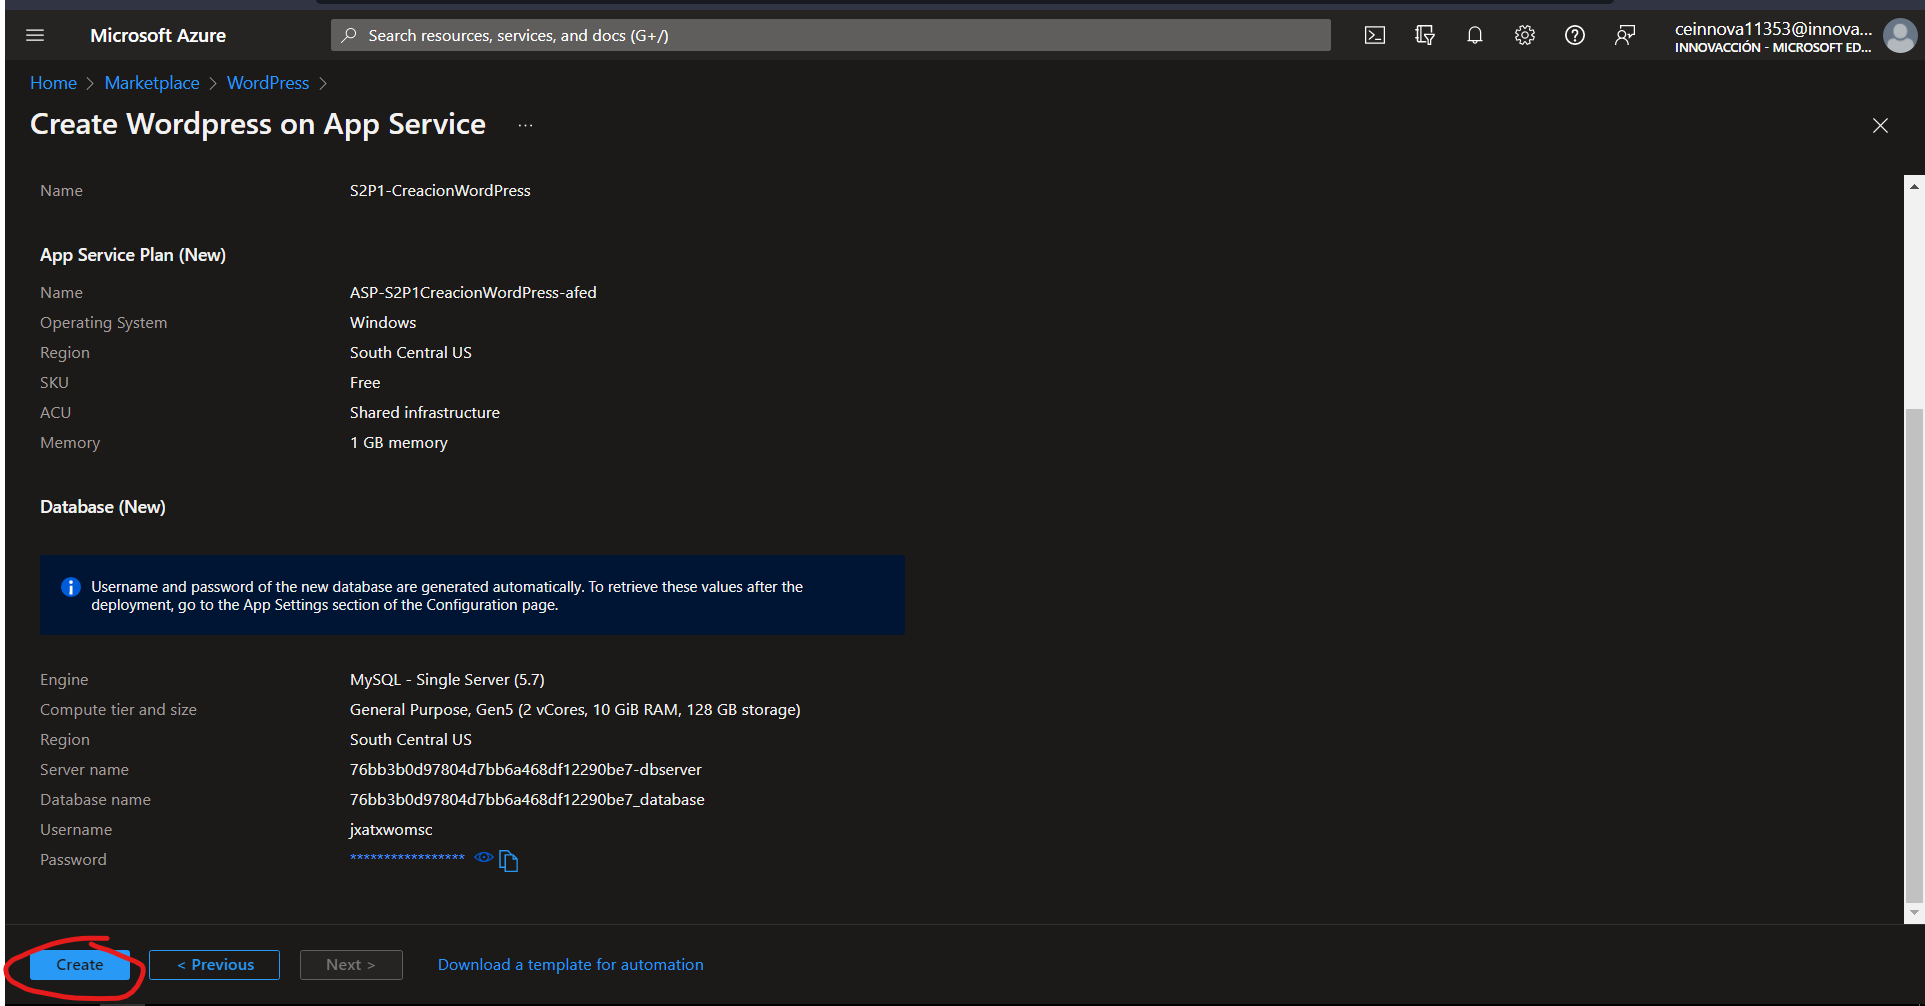 Microsoft Azure
Search resources, services, and docs (G+/)
ceinnova11353@innova...
INNOVACCIÓN - MICROSOFT ED...
Home > Marketplace > WordPress >
Create Wordpress on App Service ...
Name S2P1-CreacionWordPress
App Service Plan (New)
Name ASP-S2P1CreacionWordPress-afed
Operating System Windows
Region South Central US
SKU Free
ACU Shared infrastructure
Memory 1 GB memory
Database (New)
Username and password of the new database are generated automatically. To retrieve these values after the
deployment, go to the App Settings section of the Configuration page.
Engine MySQL - Single Server (5.7)
Compute tier and size General Purpose, Gen5 (2 vCores, 10 GiB RAM, 128 GB storage)
Region South Central US
Server name 76bb3b0d97804d7bb6a468df12290be7-dbserver
Database name 76bb3b0d97804d7bb6a468df12290be7_database
Username jxatxwomsc
Password *****************
Create < Previous Next > Download a template for automation